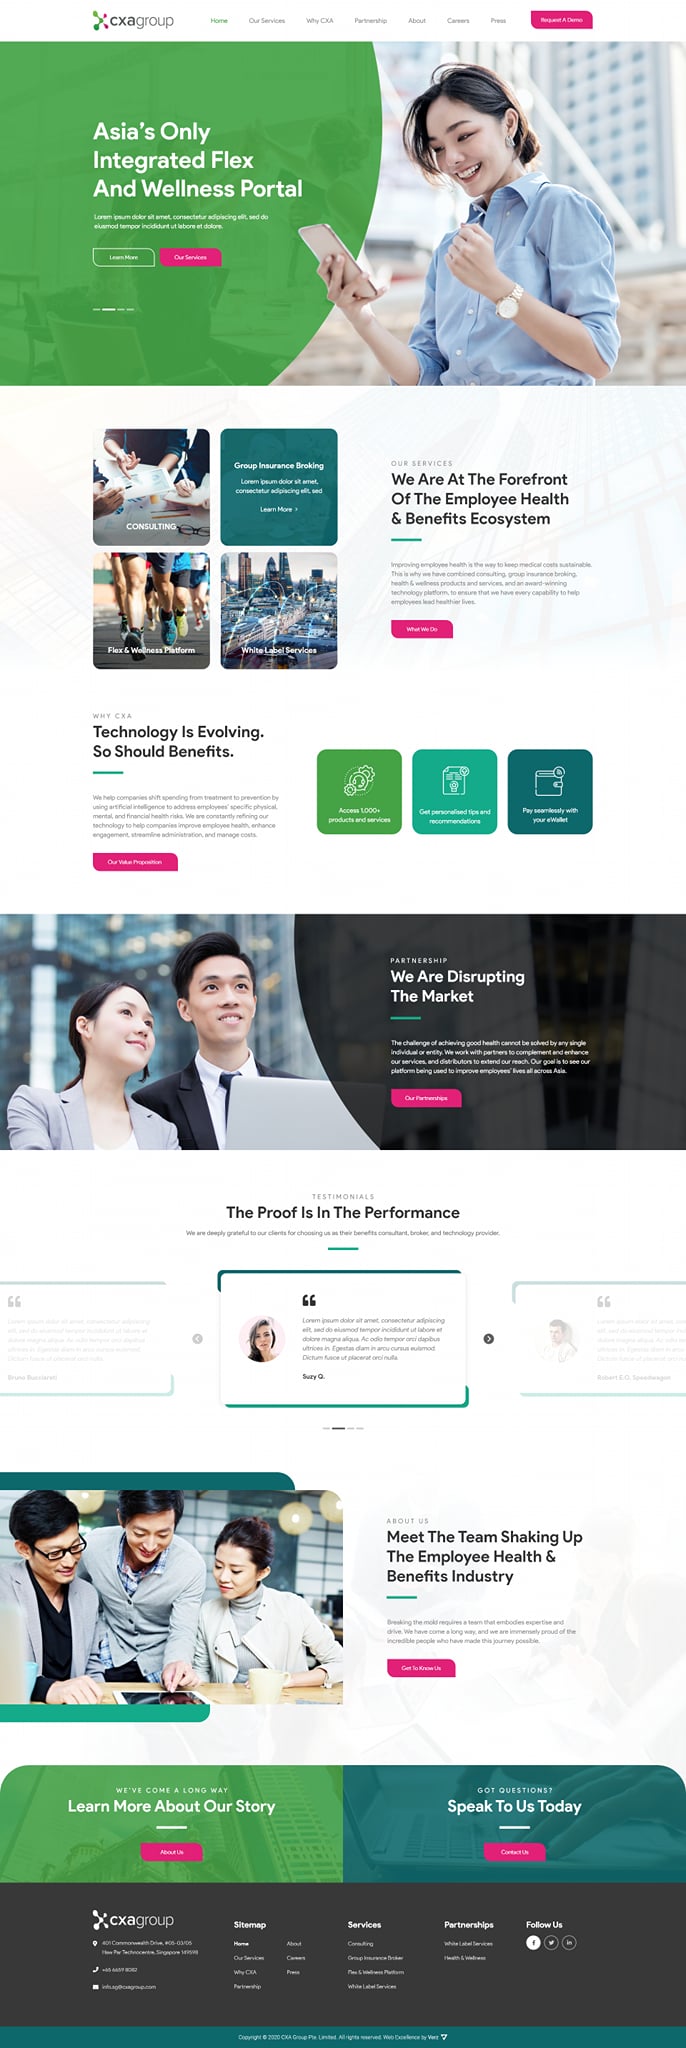 cxagroup
Home Our Services Why CXA Partnership About Careers Press Request A Demo
Asia's Only
Integrated Flex
And Wellness Portal
Lorem ipsum dolor sit amet, consectetur adipiscing elit, sed do
eiusmod tempor incididunt ut labore et dolore.
Learn More Our Services
CONSULTING
Group Insurance Broking
Lorem ipsum dolor sit amet,
consectetur adipiscing elit, sed
Learn More >
Flex & Wellness Platform
White Label Services
OUR SERVICES
We Are At The Forefront
Of The Employee Health
& Benefits Ecosystem
Improving employee health is the way to keep medical costs sustainable.
This is why we have combined consulting, group insurance broking,
health & wellness products and services, and an award-winning
technology platform, to ensure that we have every capability to help
employees lead healthier lives.
What We Do
WHY CXA
Technology Is Evolving.
So Should Benefits.
We help companies shift spending from treatment to prevention by
using artificial intelligence to address employees' specific physical,
mental, and financial health risks. We are constantly refining our
technology to help companies improve employee health, enhance
engagement, streamline administration, and manage costs.
Our Value Proposition
Access 1,000+
products and services
Get personalised tips and
recommendations
Pay seamlessly with
your eWallet
PARTNERSHIP
We Are Disrupting
The Market
The challenge of achieving good health cannot be solved by any single
individual or entity. We work with partners to complement and enhance
our services, and distributors to extend our reach. Our goal is to see our
platform being used to improve employees' lives all across Asia.
Our Partnerships
TESTIMONIALS
The Proof Is In The Performance
We are deeply grateful to our clients for choosing us as their benefits consultant, broker, and technology provider.
Lorem ipsum dolor sit amet, consectetur adipiscing
elit, sed do eiusmod tempor incididunt ut labore et
dolore magna aliqua. Ac odio tempor orci dapibus
ultrices in. Egestas diam in arcu cursus euismod.
Dictum fusce ut placerat orci nulla.
Bruno Bucciarati
Lorem ipsum dolor sit amet, consectetur adipiscing
elit, sed do eiusmod tempor incididunt ut labore et
dolore magna aliqua. Ac odio tempor orci dapibus
ultrices in. Egestas diam in arcu cursus euismod.
Dictum fusce ut placerat orci nulla.
Suzy Q.
Lorem ipsum dolor sit amet,
elit, sed do eiusmod tempor
dolore magna aliqua. Ac odio
ultrices in. Egestas diam in
Dictum fusce ut placerat orci
Robert E.O. Speedwagon
ABOUT US
Meet The Team Shaking Up
The Employee Health &
Benefits Industry
Breaking the mold requires a team that embodies expertise and
drive. We have come a long way, and we are immensely proud of the
incredible people who have made this journey possible.
Get To Know Us
WE'VE COME A LONG WAY
Learn More About Our Story
About Us
GOT QUESTIONS?
Speak To Us Today
Contact Us
cxagroup
401 Commonwealth Drive, #05-03/05
Haw Par Technocentre, Singapore 149598
+65 6659 8082
info.sg@cxagroup.com
Sitemap
Home
Our Services
Why CXA
Partnership
About
Careers
Press
Services
Consulting
Group Insurance Broker
Flex & Wellness Platform
White Label Services
Partnerships
White Label Services
Health & Wellness
Follow Us
Copyright © 2020 CXA Group Pte. Limited. All rights reserved. Web Excellence by Verz